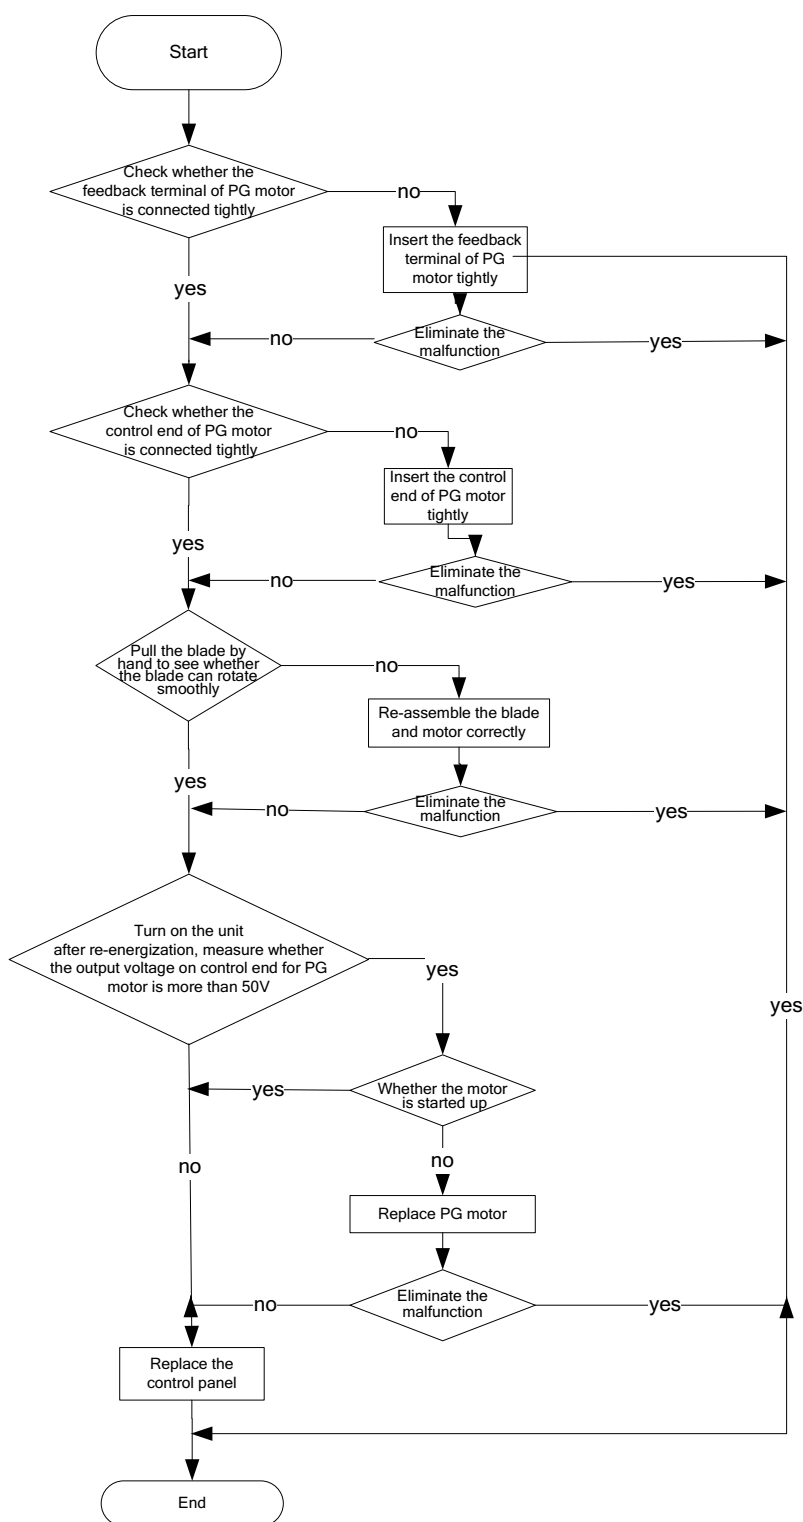 Start
Check whether the
feedback terminal of PG motor
is connected tightly
no
Insert the feedback
terminal of PG
motor tightly
yes
Eliminate the
malfunction
no
yes
Check whether the
control end of PG motor
is connected tightly
no
Insert the control
end of PG motor
tightly
yes
Eliminate the
malfunction
no
yes
Pull the blade by
hand to see whether
the blade can rotate
smoothly
no
Re-assemble the blade
and motor correctly
yes
Eliminate the
malfunction
no
yes
Turn on the unit
after re-energization, measure whether
the output voltage on control end for PG
motor is more than 50V
yes
yes
Whether the motor
is started up
yes
no
no
Replace PG motor
Eliminate the
malfunction
no
yes
Replace the
control panel
End